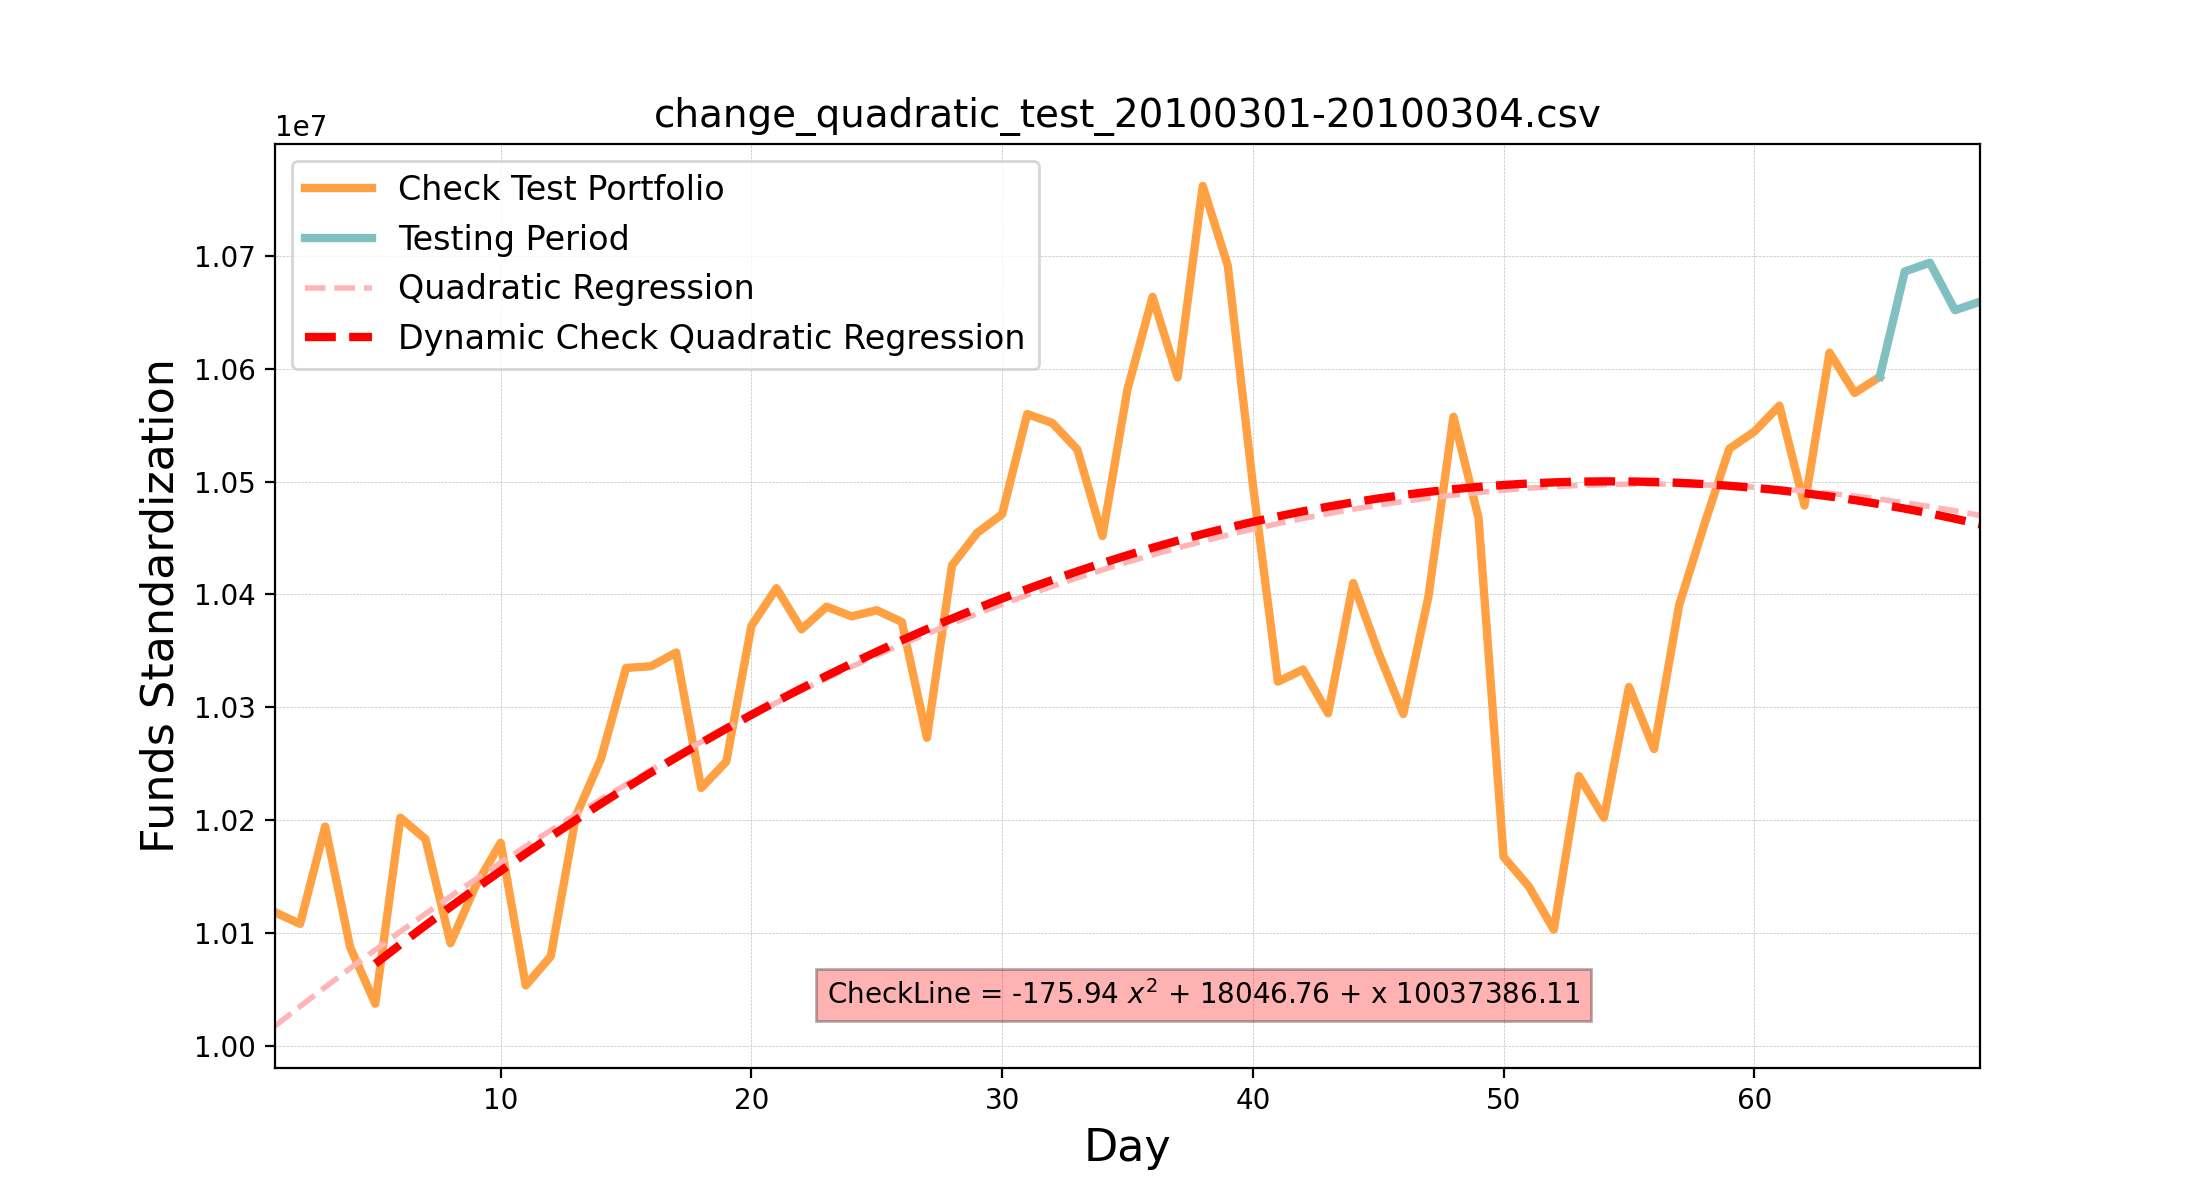 change_quadratic_test_20100301-20100304.csv
1e7
Check Test Portfolio
Testing Period
Quadratic Regression
Dynamic Check Quadratic Regression
1.07
1.06
1.05
1.04
1.03
1.02
1.01
1.00
Funds Standardization
CheckLine = -175.94 x² + 18046.76 + x 10037386.11
10 20 30 40 50 60
Day